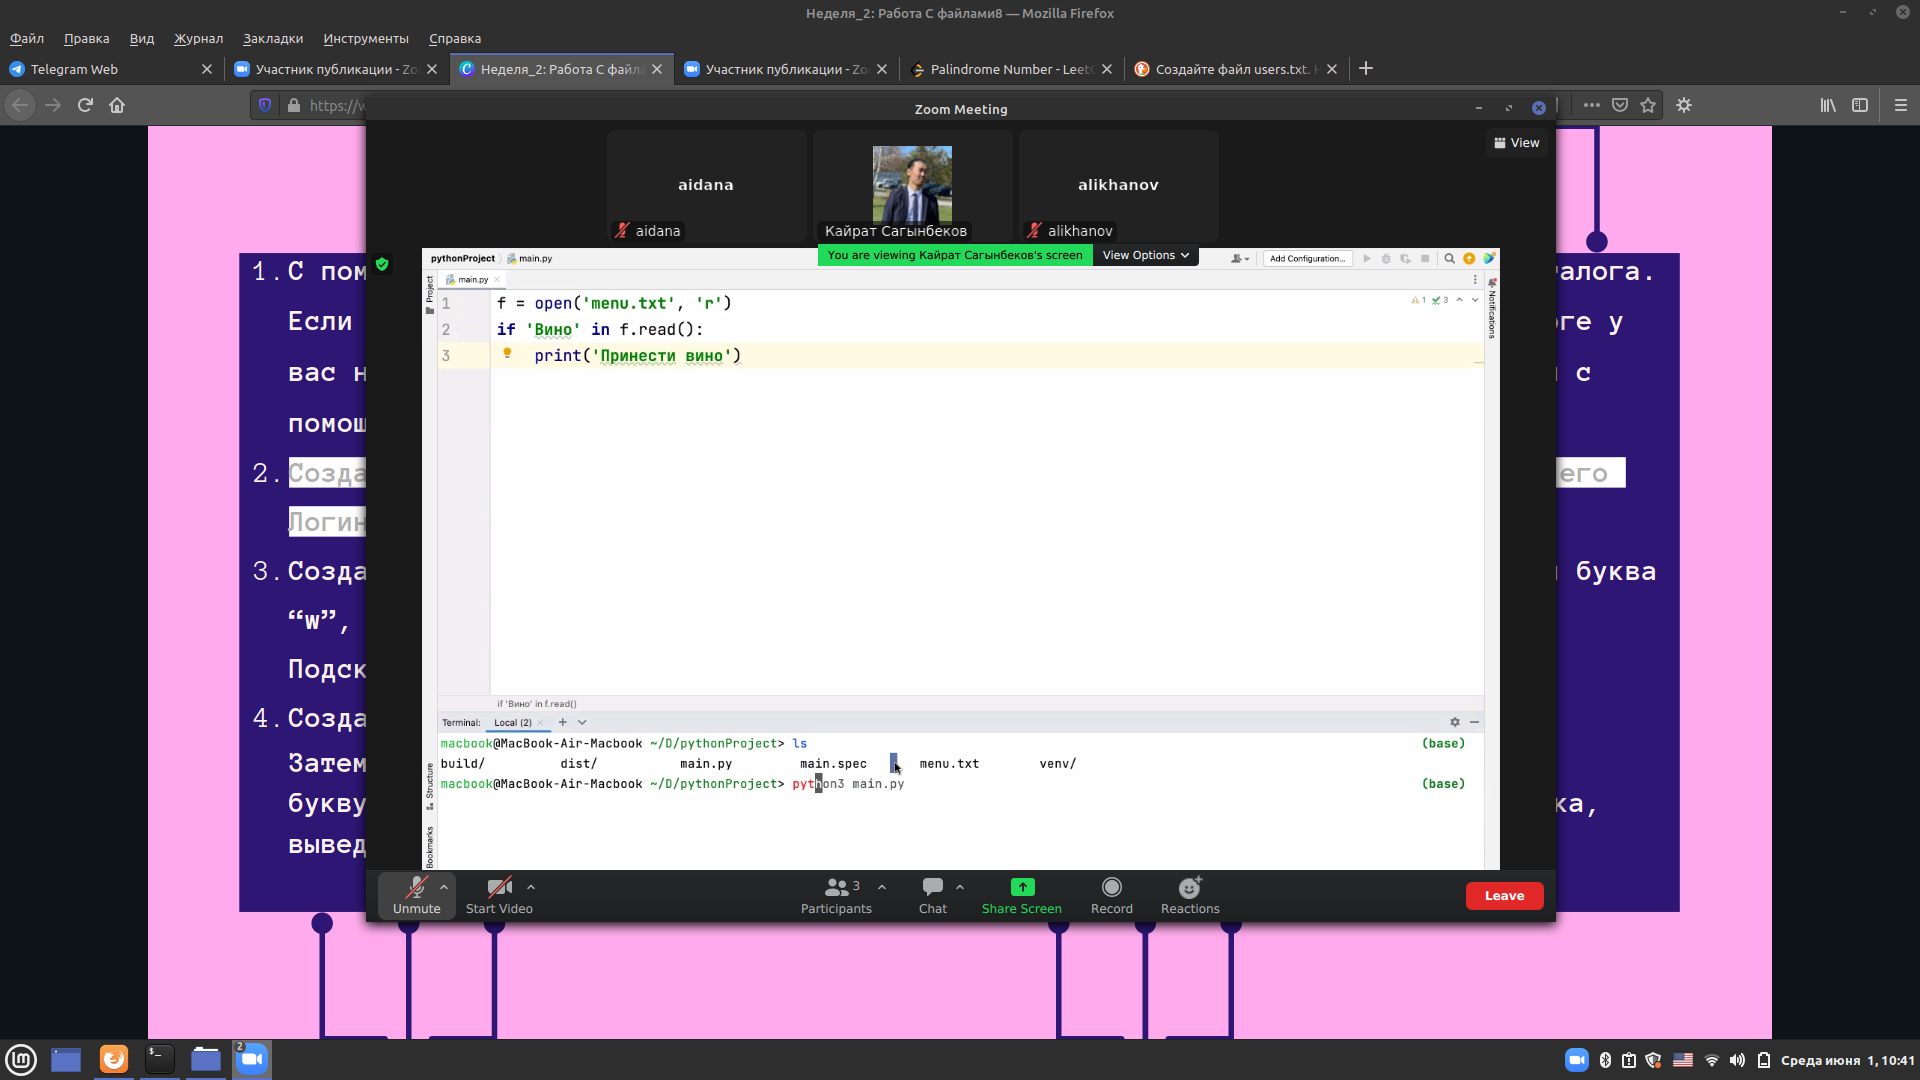 Неделя_2: Работа С файлами8 — Mozilla Firefox
Файл Правка Вид Журнал Закладки Инструменты Справка
Telegram Web
Участник публикации - Zo
Неделя_2: Работа С файла
Участник публикации - Zo
Palindrome Number - Leet
Создайте файл users.txt.
https://w
Zoom Meeting
View
aidana
alikhanov
aidana
Кайрат Сагынбеков
alikhanov
You are viewing Кайрат Сагынбеков's screen
View Options
pythonProject main.py
Add Configuration...
main.py
Project
Notifications
1 f = open('menu.txt', 'r')
2 if 'Вино' in f.read():
3 print('Принести вино')
1 3
if 'Вино' in f.read()
Terminal: Local (2)
macbook@MacBook-Air-Macbook ~/D/pythonProject> ls (base)
build/ dist/ main.py main.spec menu.txt venv/
macbook@MacBook-Air-Macbook ~/D/pythonProject> python3 main.py (base)
Structure
Bookmarks
1. С пом
алога.
Если
ге у
вас н
с
помощ
2. Созда
его
Логин
3. Созда
буква
“w”,
Подск
4. Созда
Затем
букву
ка,
вывед
Unmute
Start Video
Participants
3
Chat
Share Screen
Record
Reactions
Leave
2
Среда июня 1, 10:41